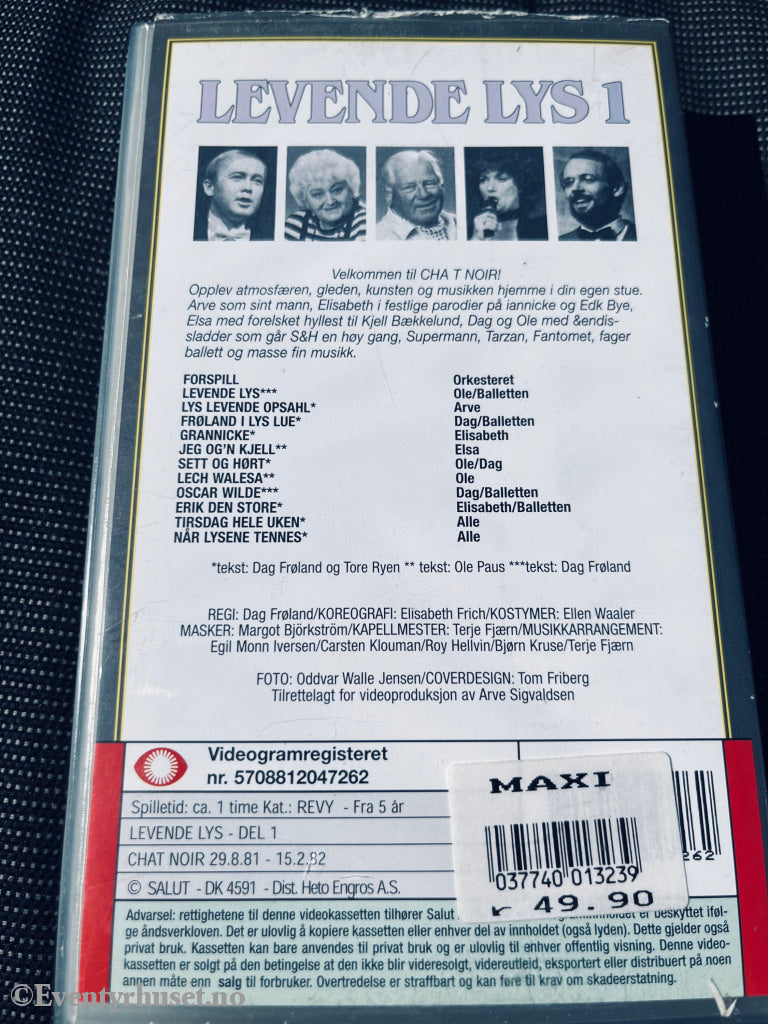 LEVENDE LYS 1
Velkommen til CHA T NOIR!
Opplev atmosfæren, gleden, kunsten og musikken hjemme i din egen stue.
Arve som sint mann, Elisabeth i festlige parodier på iannicke og Edk Bye,
Elsa med forelsket hyllest til Kjell Bækkelund, Dag og Ole med &endis-
sladder som går S&H en høy gang, Supermann, Tarzan, Fantomet, fager
ballett og masse fin musikk.
FORSPILL Orkesteret
LEVENDE LYS*** Ole/Balletten
LYS LEVENDE OPSAHL* Arve
FRØLAND I LYS LUE* Dag/Balletten
GRANNICKE* Elisabeth
JEG OG'N KJELL** Elsa
SETT OG HØRT* Ole/Dag
LECH WALESA** Ole
OSCAR WILDE*** Dag/Balletten
ERIK DEN STORE* Elisabeth/Balletten
TIRSDAG HELE UKEN* Alle
NÅR LYSENE TENNES* Alle
*tekst: Dag Frøland og Tore Ryen ** tekst: Ole Paus ***tekst: Dag Frøland
REGI: Dag Frøland/KOREOGRAFI: Elisabeth Frich/KOSTYMER: Ellen Waaler
MASKER: Margot Björkström/KAPELLMESTER: Terje Fjærn/MUSIKKARRANGEMENT:
Egil Monn Iversen/Carsten Klouman/Roy Hellvin/Bjørn Kruse/Terje Fjærn
FOTO: Oddvar Walle Jensen/COVERDESIGN: Tom Friberg
Tilrettelagt for videoproduksjon av Arve Sigvaldsen
Videogramregisteret
nr. 5708812047262
Spilletid: ca. 1 time Kat.: REVY - Fra 5 år
LEVENDE LYS - DEL 1
CHAT NOIR 29.8.81 - 15.2.82
© SALUT - DK 4591 - Dist. Heto Engros A.S.
MAXI
037740 013239
49.90
262
Advarsel: rettighetene til denne videokassetten tilhører Salut er beskyttet iføl-
ge åndsverkloven. Det er ulovlig å kopiere kassetten eller enhver del av innholdet (også lyden). Dette gjelder også
privat bruk. Kassetten kan bare anvendes til privat bruk og er ulovlig til enhver offentlig visning. Denne video-
kassetten er solgt på den betingelse at den ikke blir videresolgt, videreutleid, eksportert eller distribuert på noen
annen måte enn salg til forbruker. Overtredelse er straffbart og kan føre til krav om skadeerstatning.
©Eventyrhuset.no